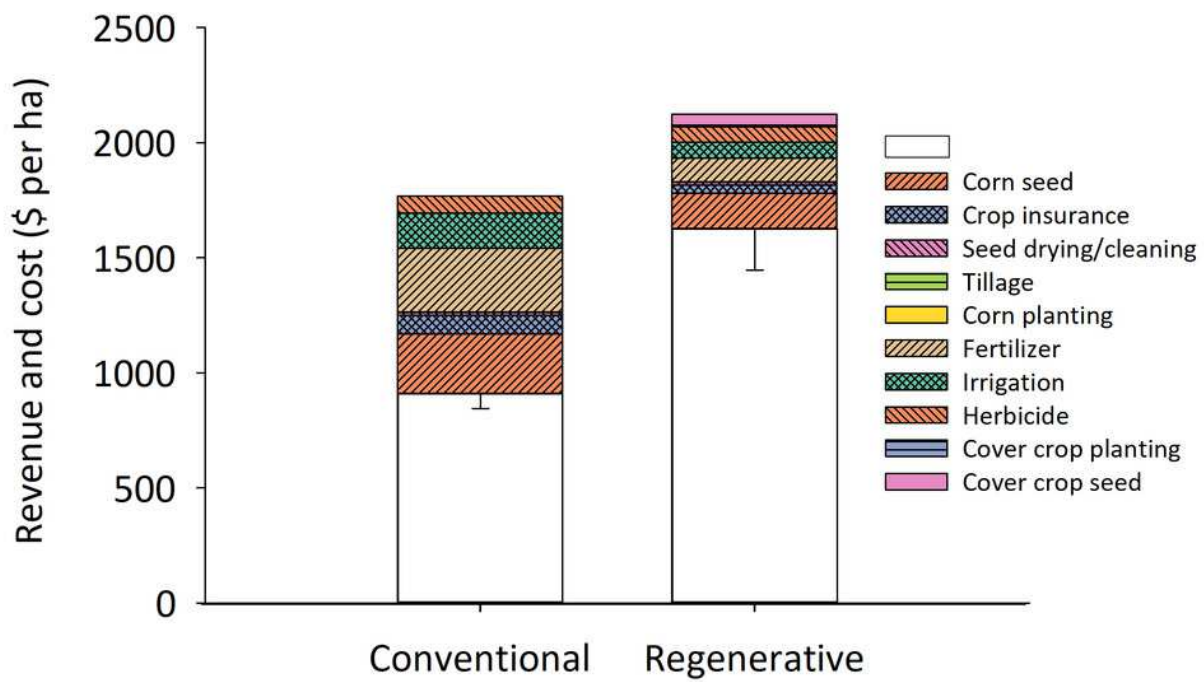 Revenue and cost ($ per ha)
2500
2000
1500
1000
500
0
Conventional
Regenerative
Corn seed
Crop insurance
Seed drying/cleaning
Tillage
Corn planting
Fertilizer
Irrigation
Herbicide
Cover crop planting
Cover crop seed